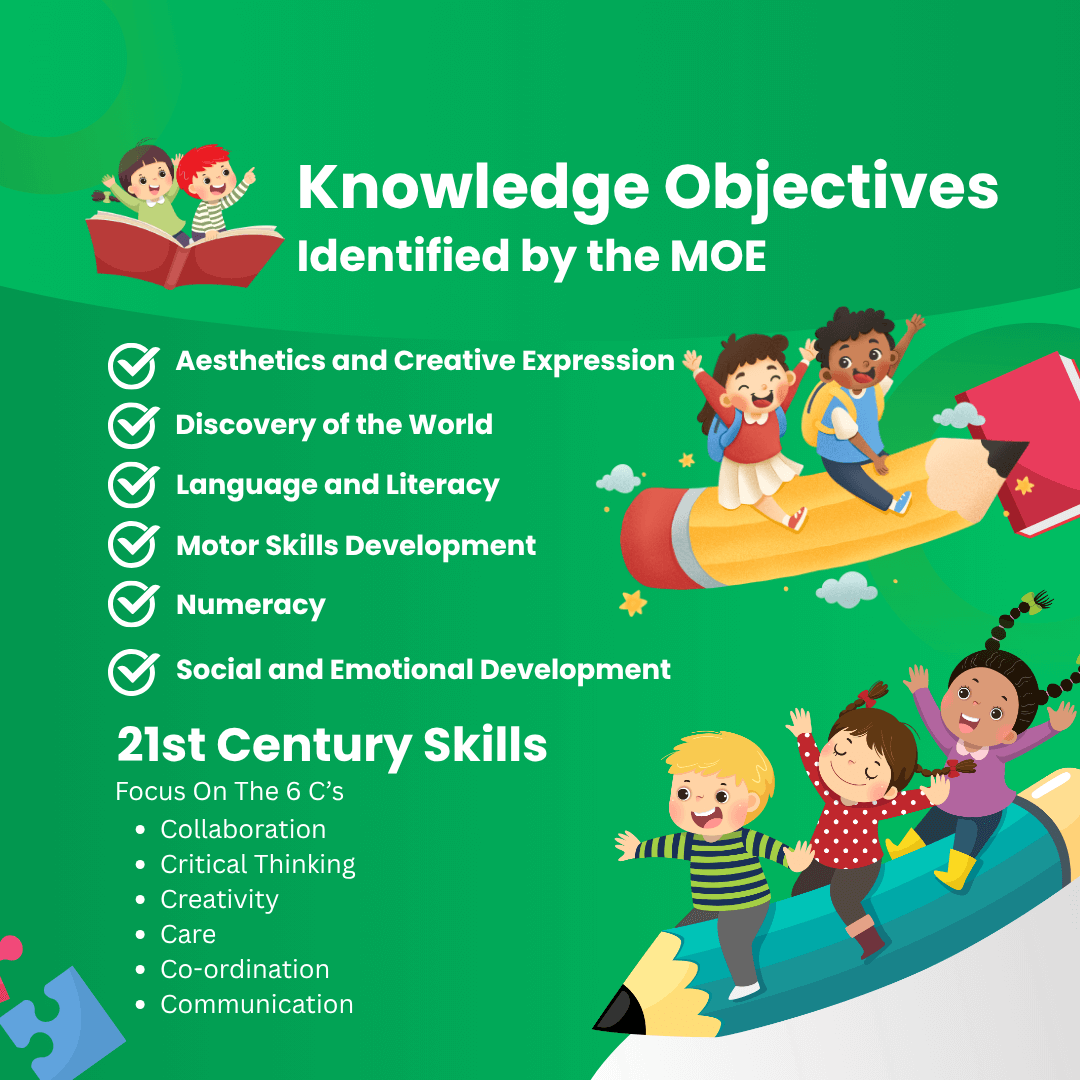 Knowledge Objectives
Identified by the MOE
Aesthetics and Creative Expression
Discovery of the World
Language and Literacy
Motor Skills Development
Numeracy
Social and Emotional Development
21st Century Skills
Focus On The 6 C's
Collaboration
Critical Thinking
Creativity
Care
Co-ordination
Communication